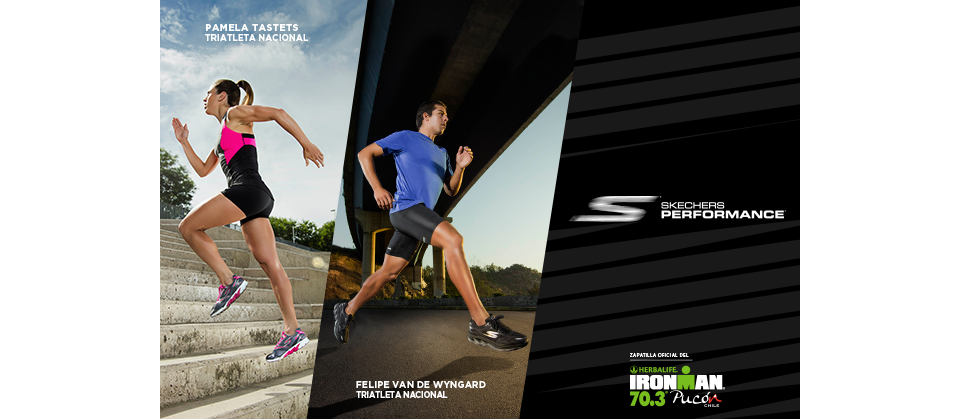 PAMELA TASTETS
TRIATLETA NACIONAL
FELIPE VAN DE WYNGARD
TRIATLETA NACIONAL
SKECHERS
PERFORMANCE
ZAPATILLA OFICIAL DEL
HERBALIFE.
IRONMAN
70.3 Pucón
CHILE